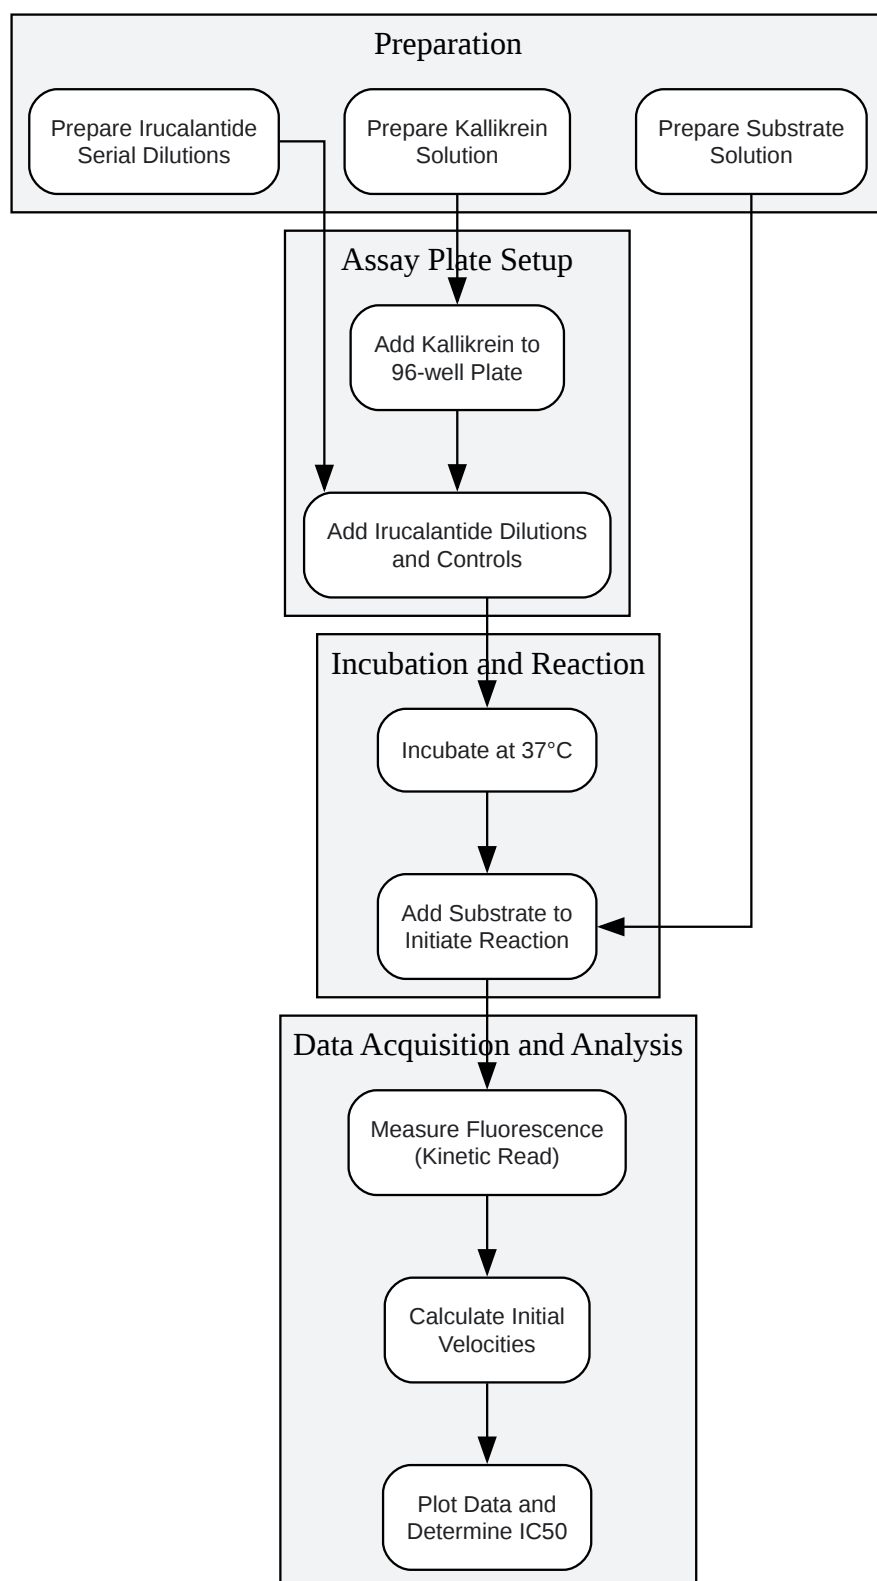 Preparation
Prepare Irucalantide
Serial Dilutions
Prepare Kallikrein
Solution
Prepare Substrate
Solution
Assay Plate Setup
Add Kallikrein to
96-well Plate
Add Irucalantide Dilutions
and Controls
Incubation and Reaction
Incubate at 37°C
Add Substrate to
Initiate Reaction
Data Acquisition and Analysis
Measure Fluorescence
(Kinetic Read)
Calculate Initial
Velocities
Plot Data and
Determine IC50